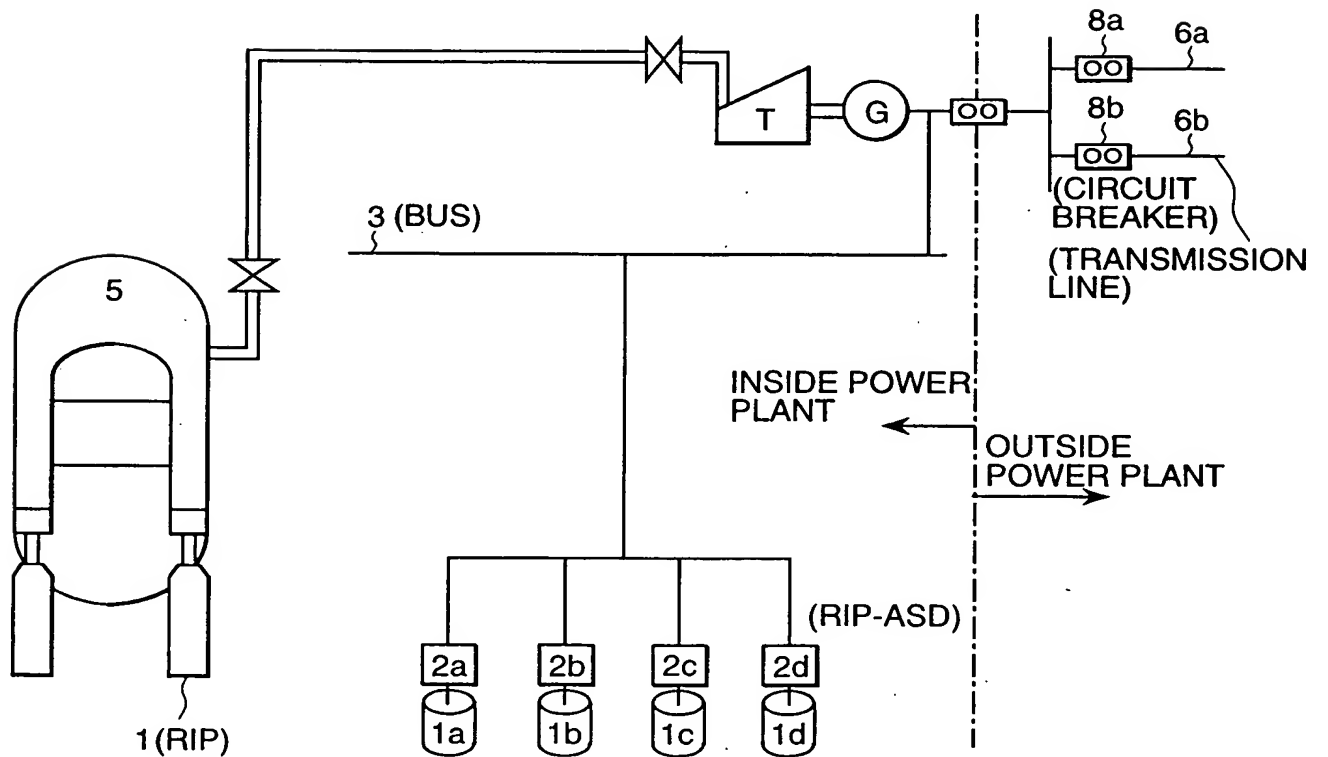 8a
6a
T
G
8b
6b
(CIRCUIT
BREAKER)
3 (BUS)
(TRANSMISSION
LINE)
5
INSIDE POWER
PLANT
OUTSIDE
POWER PLANT
(RIP-ASD)
2a 2b 2c 2d
1a 1b 1c 1d
1 (RIP)